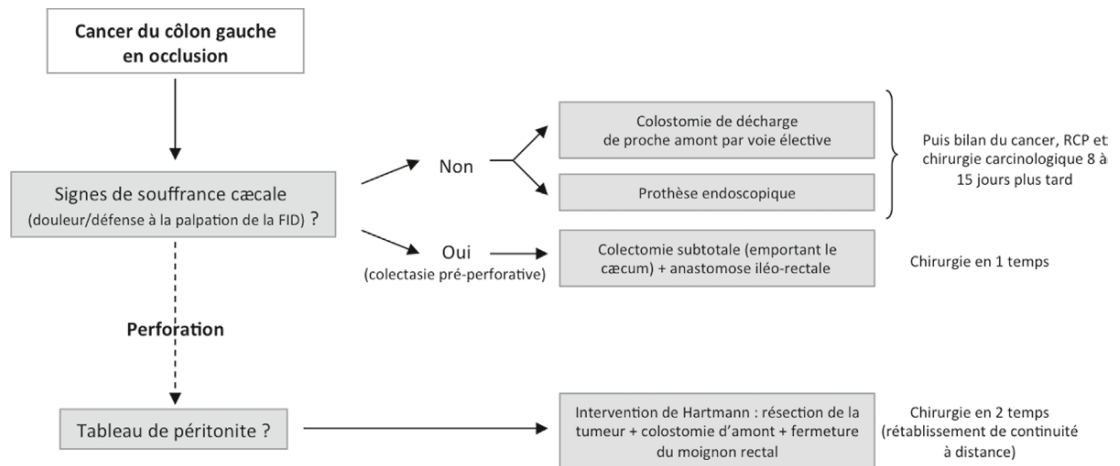 Cancer du côlon gauche
en occlusion
Signes de souffrance cæcale
(douleur/défense à la palpation de la FID) ?
Non
Colostomie de décharge
de proche amont par voie élective
Prothèse endoscopique
Puis bilan du cancer, RCP et
chirurgie carcinologique 8 à
15 jours plus tard
Oui
(colectasie pré-perforative)
Colectomie subtotale (emportant le
cæcum) + anastomose iléo-rectale
Chirurgie en 1 temps
Perforation
Tableau de péritonite ?
Intervention de Hartmann : résection de la
tumeur + colostomie d’amont + fermeture
du moignon rectal
Chirurgie en 2 temps
(rétablissement de continuité
à distance)